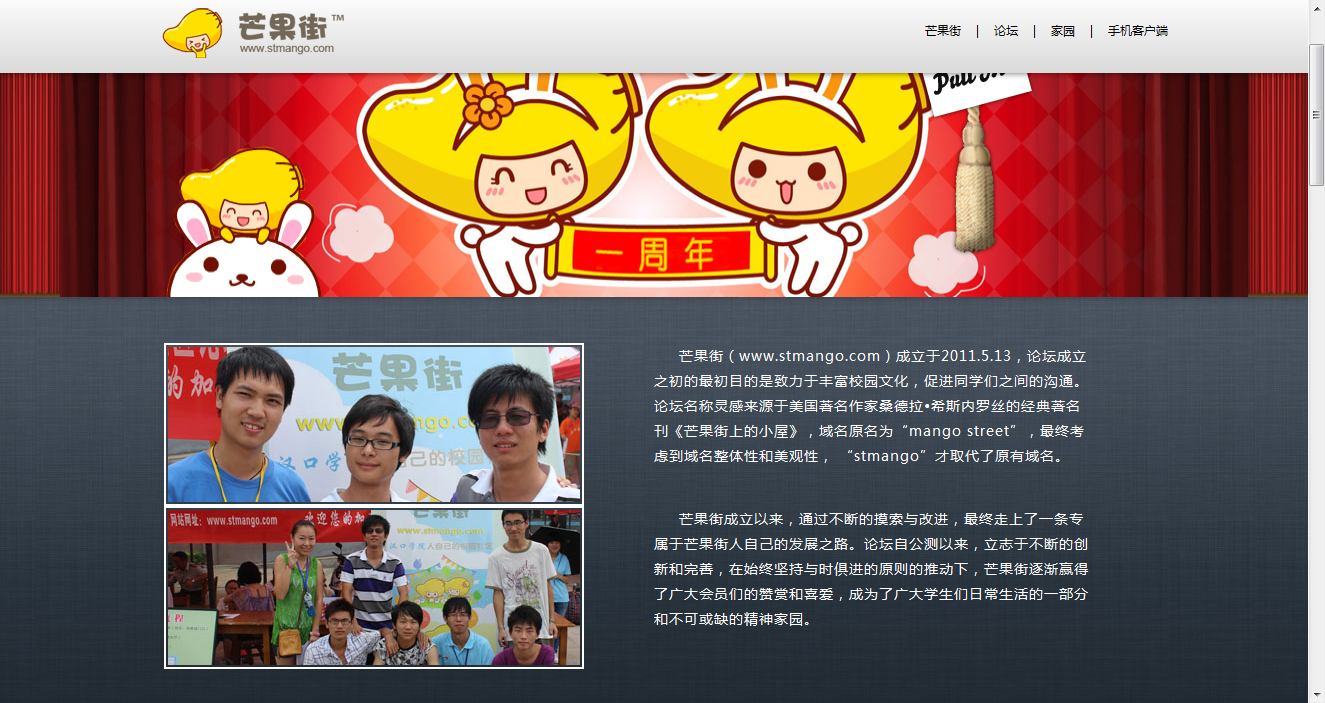 芒果街™
www.stmango.com
芒果街 | 论坛 | 家园 | 手机客户端
一周年
芒果街
汉口学
自己的校园
芒果街（www.stmango.com）成立于2011.5.13，论坛成立
之初的最初目的是致力于丰富校园文化，促进同学们之间的沟通。
论坛名称灵感来源于美国著名作家桑德拉•希斯内罗丝的经典著名
刊《芒果街上的小屋》，域名原名为“mango street”，最终考
虑到域名整体性和美观性， “stmango”才取代了原有域名。
网站网址：www.stmango.com 欢迎您的加
www.stmango.com
汉口学院人自己的校园
芒果街成立以来，通过不断的摸索与改进，最终走上了一条专
属于芒果街人自己的发展之路。论坛自公测以来，立志于不断的创
新和完善，在始终坚持与时俱进的原则的推动下，芒果街逐渐赢得
了广大会员们的赞赏和喜爱，成为了广大学生们日常生活的一部分
和不可或缺的精神家园。